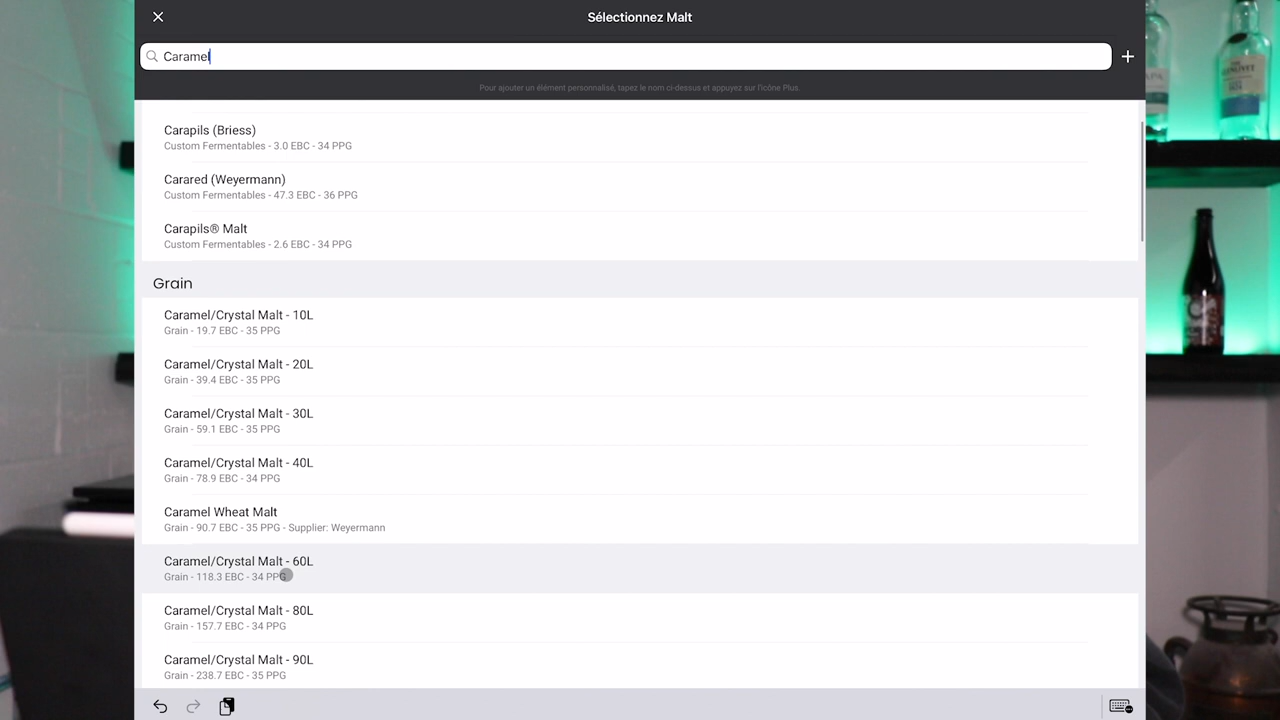 Sélectionnez Malt
Caramel
Pour ajouter un élément personnalisé, tapez le nom ci-dessus et appuyez sur l'icône Plus.
Carapils (Briess)
Custom Fermentables - 3.0 EBC - 34 PPG
Carared (Weyermann)
Custom Fermentables - 47.3 EBC - 36 PPG
Carapils® Malt
Custom Fermentables - 2.6 EBC - 34 PPG
Grain
Caramel/Crystal Malt - 10L
Grain - 19.7 EBC - 35 PPG
Caramel/Crystal Malt - 20L
Grain - 39.4 EBC - 35 PPG
Caramel/Crystal Malt - 30L
Grain - 59.1 EBC - 35 PPG
Caramel/Crystal Malt - 40L
Grain - 78.9 EBC - 34 PPG
Caramel Wheat Malt
Grain - 90.7 EBC - 35 PPG - Supplier: Weyermann
Caramel/Crystal Malt - 60L
Grain - 118.3 EBC - 34 PPG
Caramel/Crystal Malt - 80L
Grain - 157.7 EBC - 34 PPG
Caramel/Crystal Malt - 90L
Grain - 238.7 EBC - 35 PPG
THE
GLENLIVET